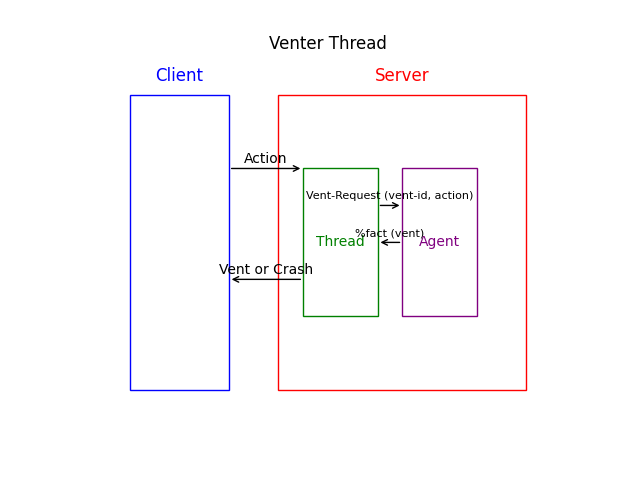 Venter Thread
Client
Server
Action
Vent-Request (vent-id, action)
%fact (vent)
Thread
Agent
Vent or Crash